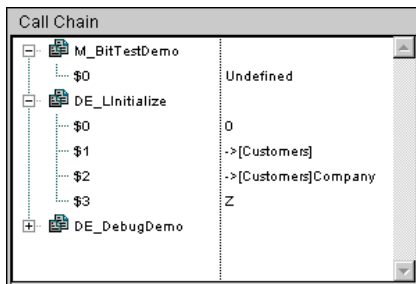 Call Chain
M_BitTestDemo
$0 Undefined
DE_LInitialize
$0 0
$1 ->[Customers]
$2 ->[Customers]Company
$3 Z
DE_DebugDemo